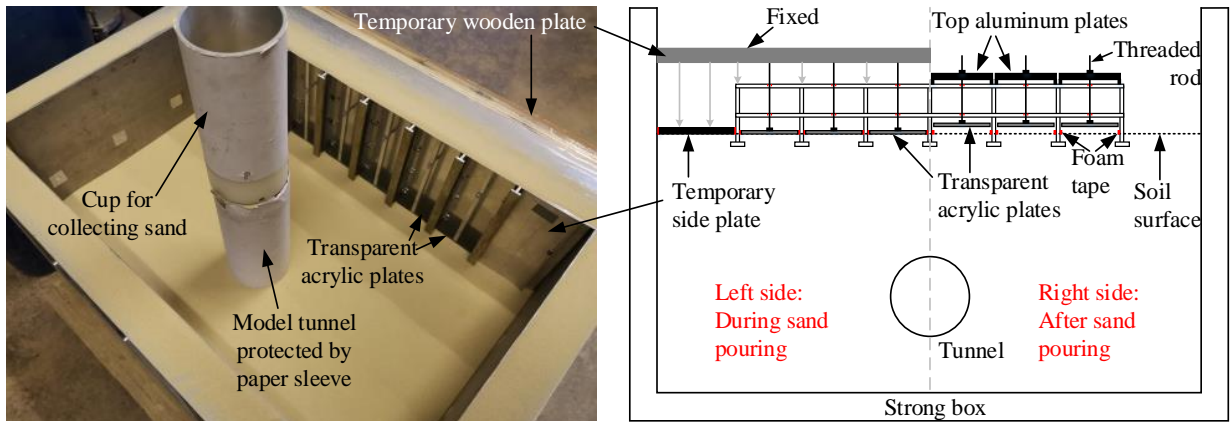 Temporary wooden plate
Cup for
collecting sand
Transparent
acrylic plates
Model tunnel
protected by
paper sleeve
Fixed
Top aluminum plates
Threaded
rod
Temporary
side plate
Transparent
acrylic plates
Foam
tape
Soil
surface
Left side:
During sand
pouring
Right side:
After sand
pouring
Tunnel
Strong box